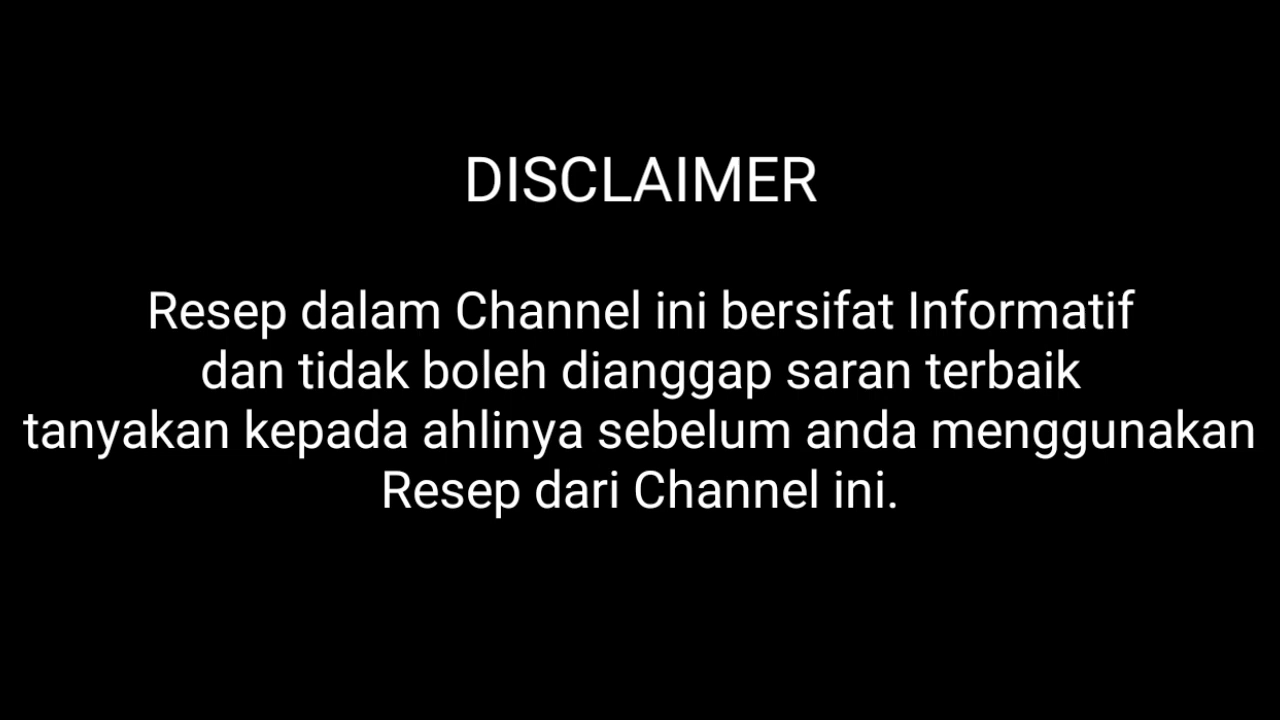 DISCLAIMER
Resep dalam Channel ini bersifat Informatif
dan tidak boleh dianggap saran terbaik
tanyakan kepada ahlinya sebelum anda menggunakan
Resep dari Channel ini.